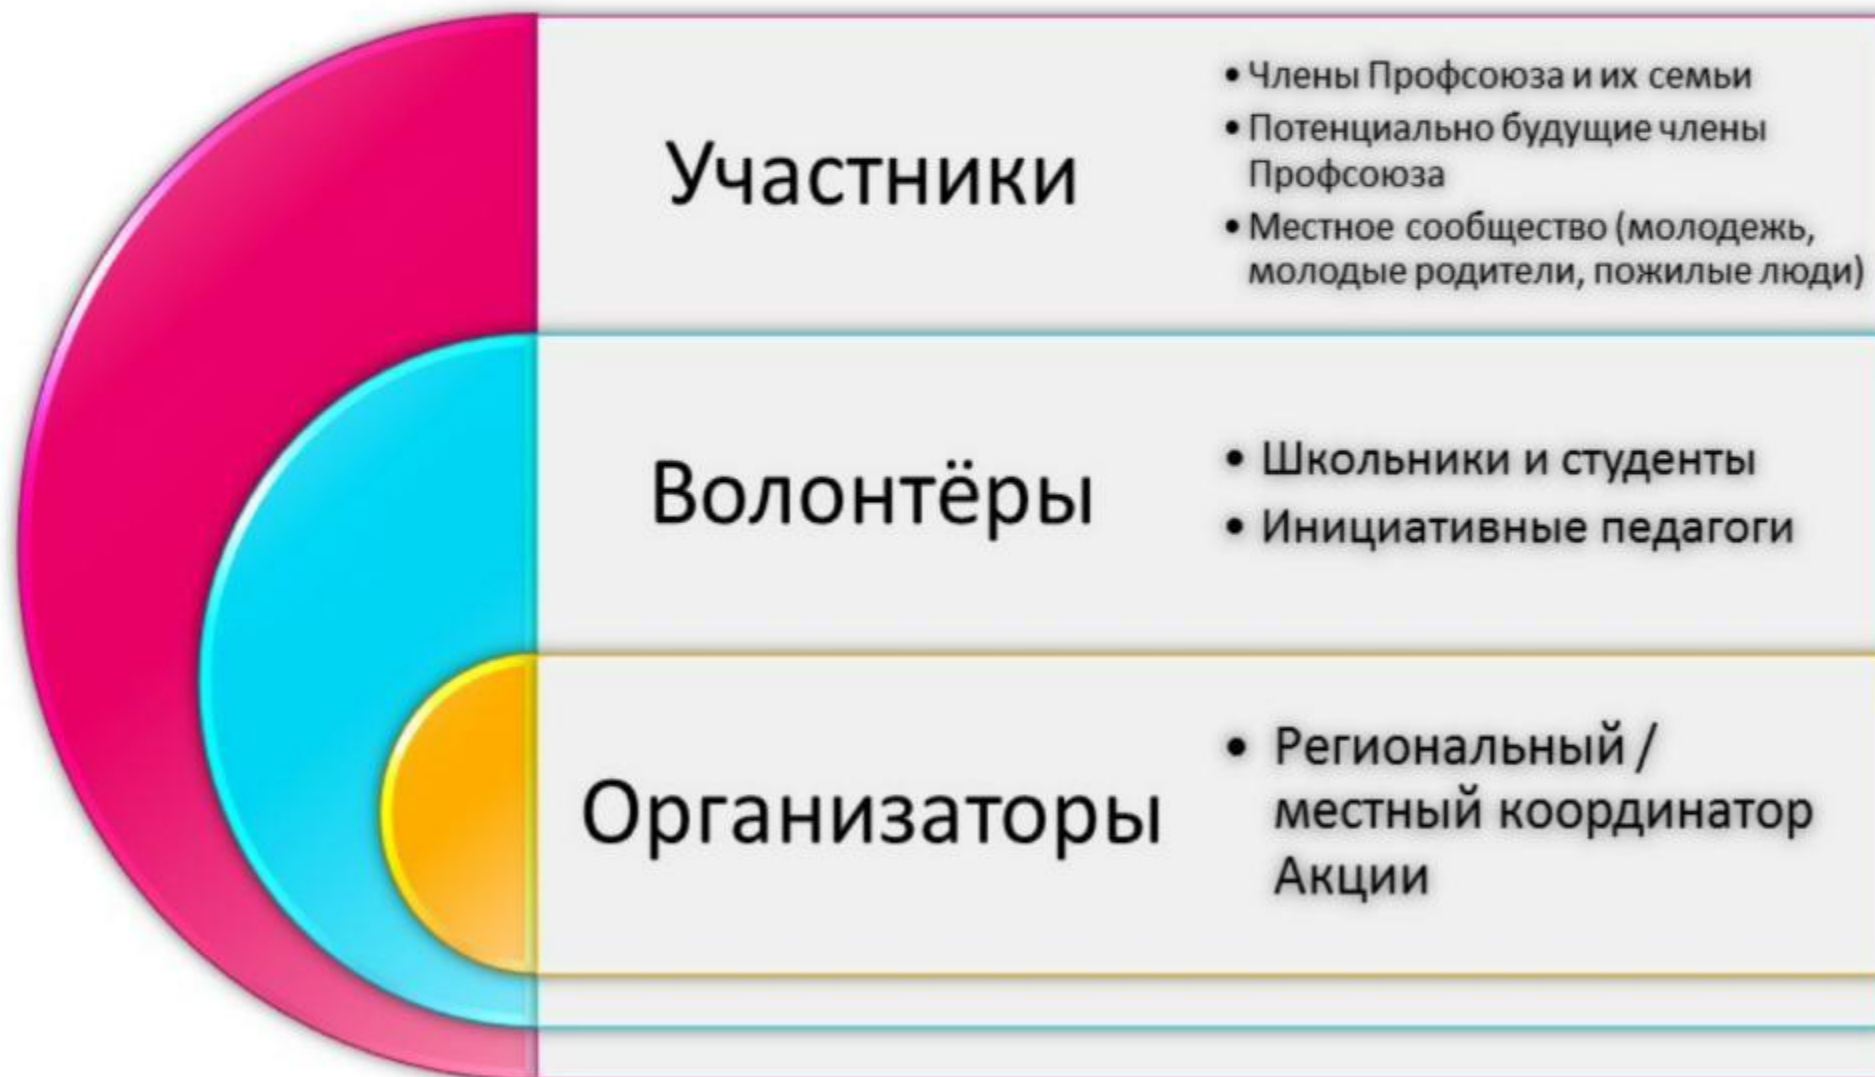 Участники
• Члены Профсоюза и их семьи
• Потенциально будущие члены
Профсоюза
• Местное сообщество (молодежь,
молодые родители, пожилые люди)
Волонтёры
• Школьники и студенты
• Инициативные педагоги
Организаторы
• Региональный /
местный координатор
Акции